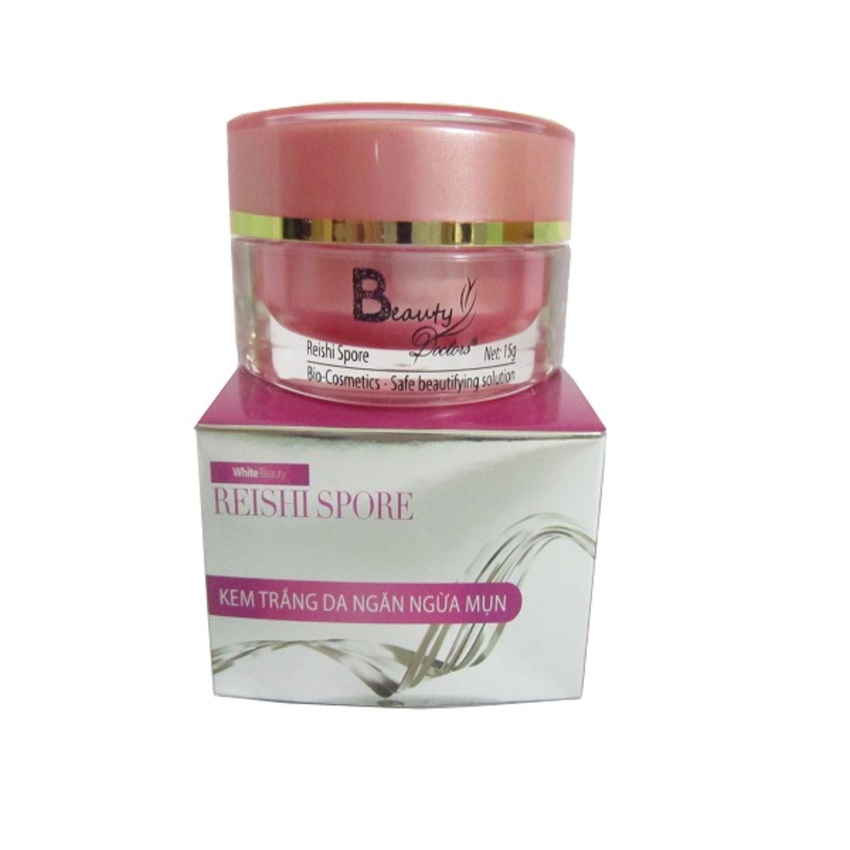 Beauty
Doctors®
Reishi Spore Net: 15g
Bio-Cosmetics - Safe beautifying solution
White Beauty
REISHI SPORE
KEM TRẮNG DA NGĂN NGỪA MỤN